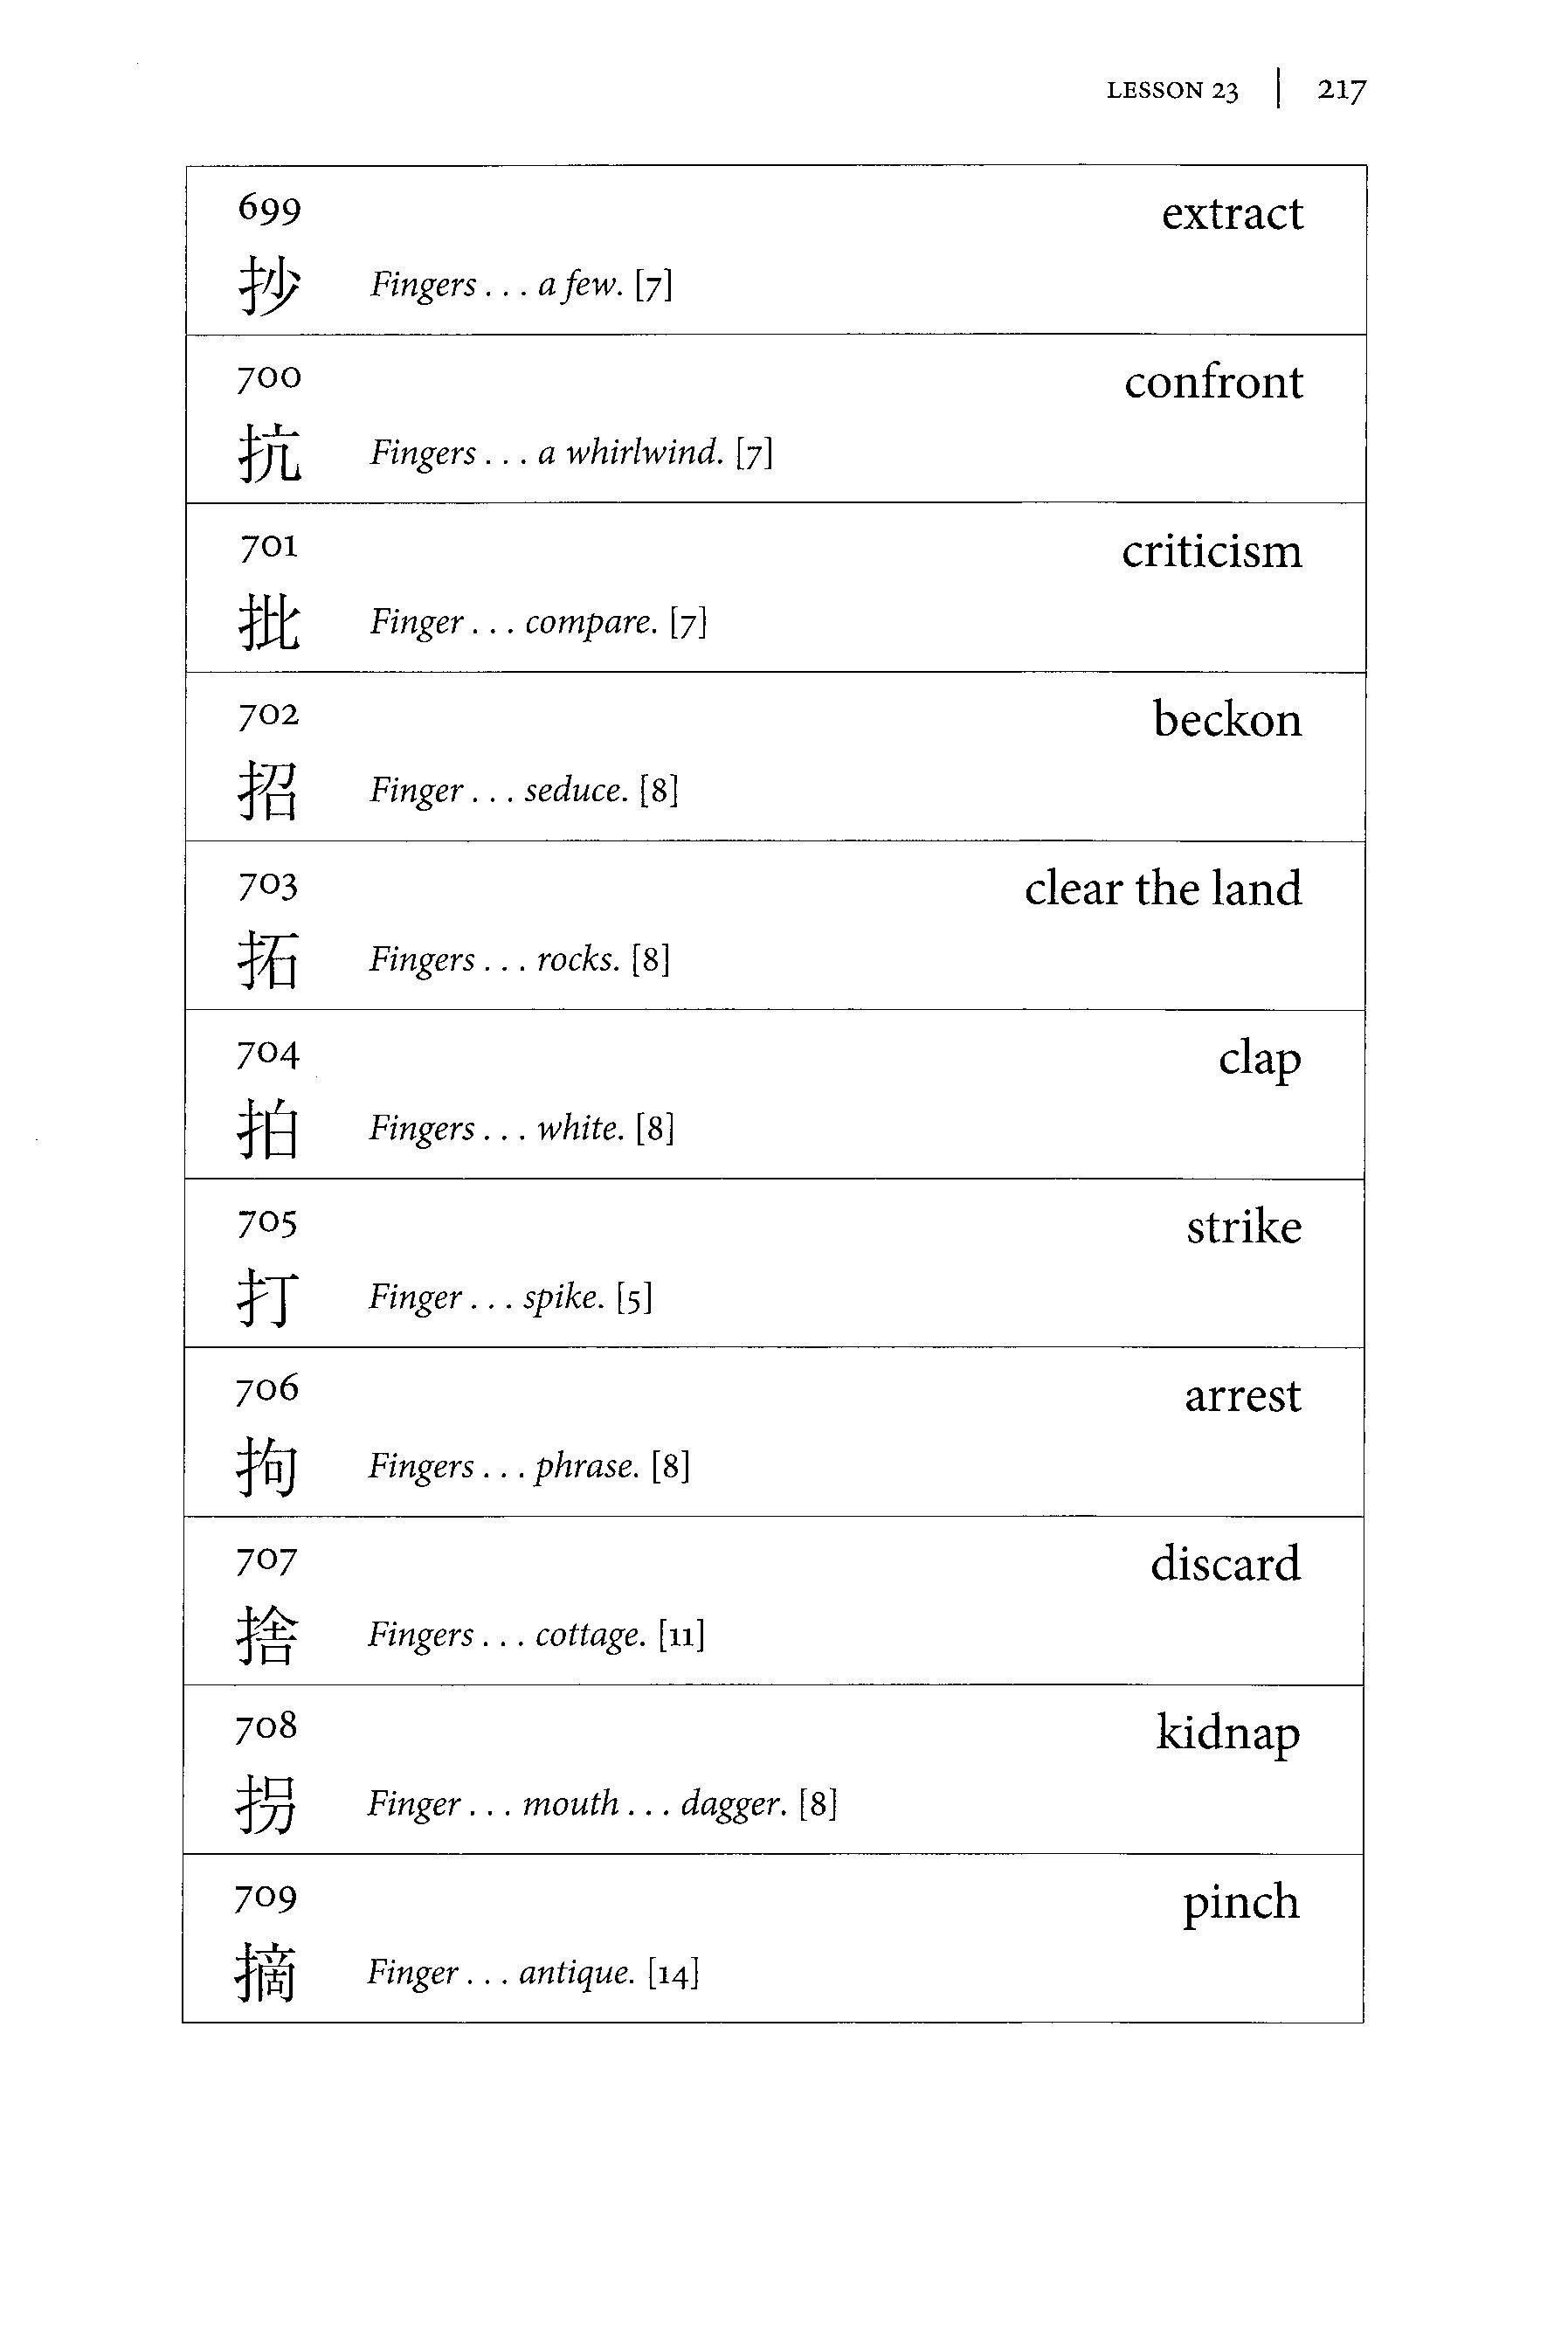 LESSON 23 | 217
699 extract
抄 Fingers . . . a few. [7]
700 confront
抗 Fingers . . . a whirlwind. [7]
701 criticism
批 Finger . . . compare. [7]
702 beckon
招 Finger . . . seduce. [8]
703 clear the land
拓 Fingers . . . rocks. [8]
704 clap
拍 Fingers . . . white. [8]
705 strike
打 Finger . . . spike. [5]
706 arrest
拘 Fingers . . . phrase. [8]
707 discard
捨 Fingers . . . cottage. [11]
708 kidnap
拐 Finger . . . mouth . . . dagger. [8]
709 pinch
摘 Finger . . . antique. [14]